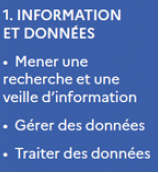 1. INFORMATION
ET DONNÉES
• Mener une
recherche et une
veille d'information
• Gérer des données
• Traiter des données